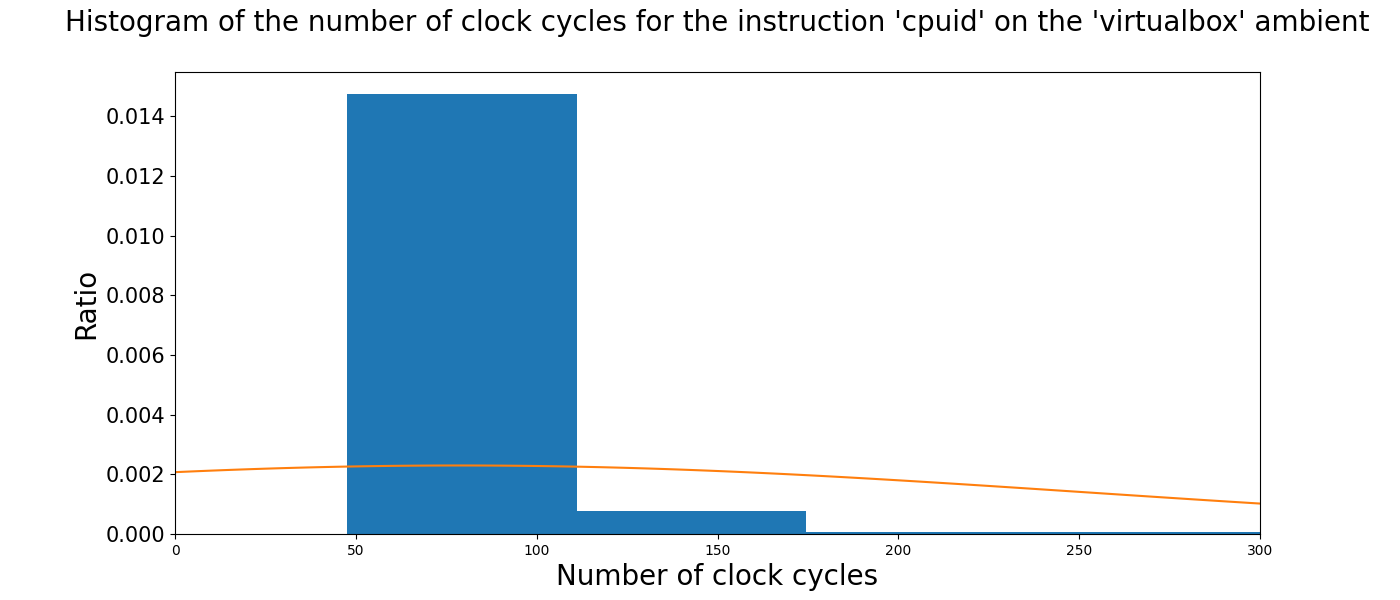 Histogram of the number of clock cycles for the instruction 'cpuid' on the 'virtualbox' ambient
0.014
0.012
0.010
0.008
0.006
0.004
0.002
0.000
Ratio
0 50 100 150 200 250 300
Number of clock cycles